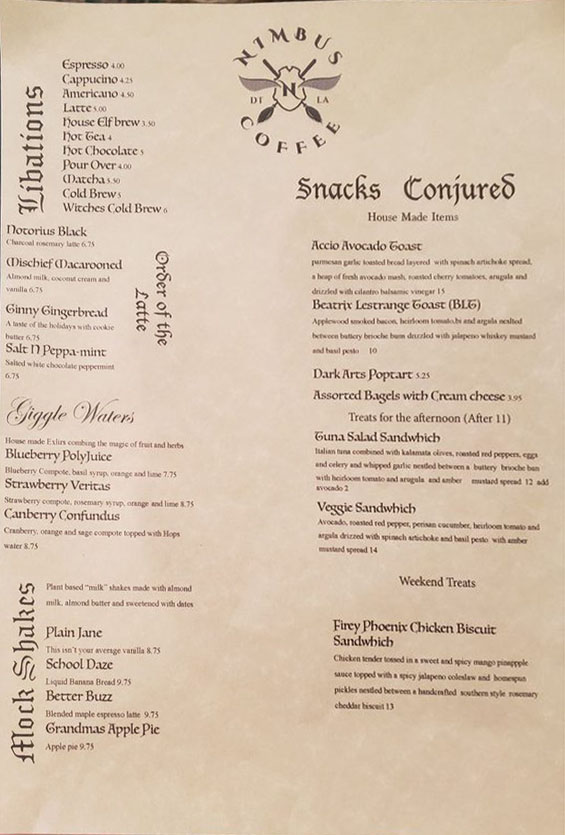 NIMBUS
DT LA
N
COFFEE
Libations
Espresso 4.00
Cappucino 4.25
Americano 4.50
Latte 5.00
House Elf brew 3.50
Hot Tea 4
Hot Chocolate 5
Pour Over 4.00
Matcha 5.50
Cold Brew 5
Witches Cold Brew 6
Order of the
Latte
Notorius Black
Charcoal rosemary latte 6.75
Mischief Macarooned
Almond milk, coconut cream and
vanilla 6.75
Ginny Gingerbread
A taste of the holidays with cookie
butter 6.75
Salt N Peppa-mint
Salted white chocolate peppermint
6.75
Giggle Waters
House made Exlirs combing the magic of fruit and herbs
Blueberry PolyJuice
Blueberry Compote, basil syrup, orange and lime 7.75
Strawberry Veritas
Strawberry compote, rosemary syrup, orange and lime 8.75
Canberry Confundus
Cranberry, orange and sage compote topped with Hops
water 8.75
Mock Shakes
Plant based “milk” shakes made with almond
milk, almond butter and sweetened with dates
Plain Jane
This isn’t your average vanilla 8.75
School Daze
Liquid Banana Bread 9.75
Better Buzz
Blended maple espresso latte 9.75
Grandmas Apple Pie
Apple pie 9.75
Snacks Conjured
House Made Items
Accio Avocado Toast
parmesan garlic toasted bread layered with spinach artichoke spread,
a heap of fresh avocado mash, roasted cherry tomatoes, arugula and
drizzled with cilantro balsamic vinegar 15
Beatrix Lestrange Toast (BLT)
Applewood smoked bacon, heirloom tomato,bi and argala nestled
between buttery brioche bum drizzled with jalapeno whiskey mustard
and basil pesto 10
Dark Arts Poptart 5.25
Assorted Bagels with Cream cheese 3.95
Treats for the afternoon (After 11)
Tuna Salad Sandwhich
Italian tuna combined with kalamata olives, roasted red peppers, eggs
and celery and whipped garlic nestled between a buttery brioche bun
with heirloom tomato and arugula and amber mustard spread 12 add
avocado 2
Veggie Sandwhich
Avocado, roasted red pepper, perisan cucumber, heirloom tomato and
argala drizzled with spinach artichoke and basil pesto with amber
mustard spread 14
Weekend Treats
Firey Phoenix Chicken Biscuit
Sandwhich
Chicken tender tossed in a sweet and spicy mango pineapple
sauce topped with a spicy jalapeno coleslaw and homespun
pickles nestled between a handcrafted southern style rosemary
cheddar biscuit 13